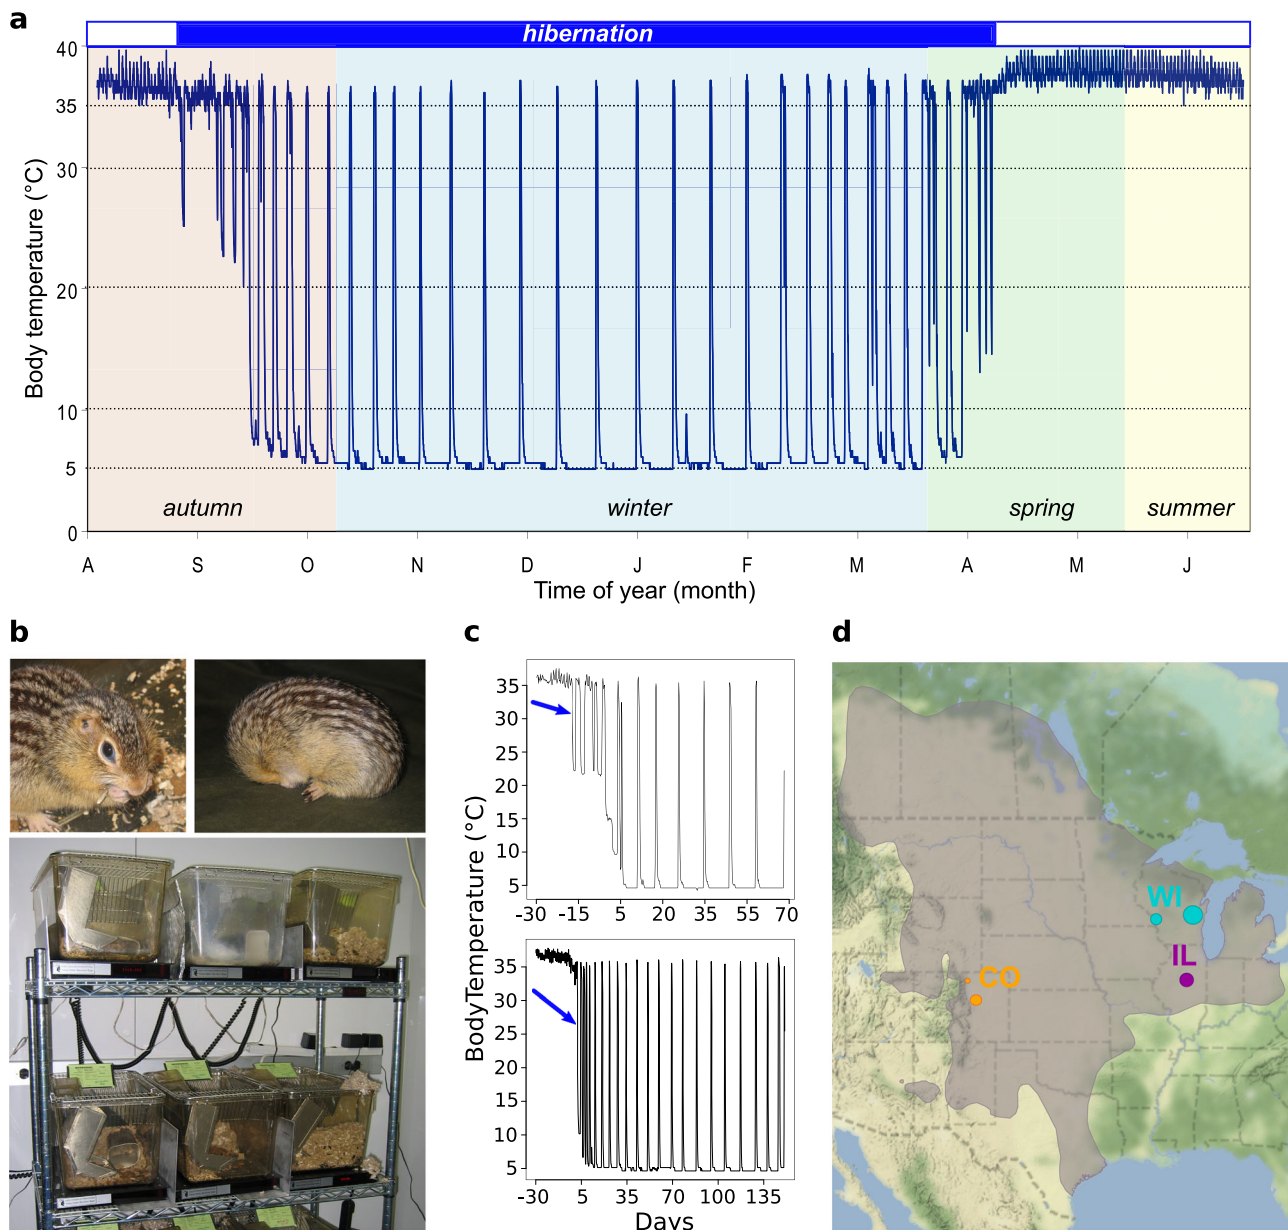 a
hibernation
40
35
30
20
10
5
0
Body temperature (°C)
autumn
winter
spring
summer
A S O N D J F M A M J
Time of year (month)
b
c
d
35
30
25
20
15
10
5
-30 -15 5 20 35 50 70
BodyTemperature (°C)
35
30
25
20
15
10
5
-30 5 35 70 100 135
Days
WI
IL
CO